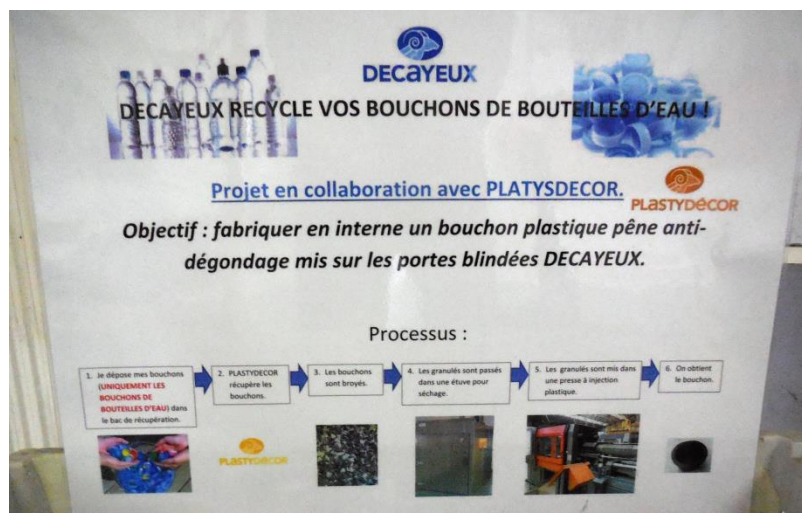 DECAYEUX
DECAYEUX RECYCLE VOS BOUCHONS DE BOUTEILLES D'EAU !
Projet en collaboration avec PLATYSDECOR.
PLASTYDÉCOR
Objectif : fabriquer en interne un bouchon plastique pêne anti-
dégondage mis sur les portes blindées DECAYEUX.
Processus :
1. Je dépose mes bouchons
(UNIQUEMENT LES
BOUCHONS DE
BOUTEILLES D'EAU) dans
le bac de récupération.
2. PLASTYDECOR
récupère les
bouchons.
3. Les bouchons
sont broyés.
4. Les granulés sont passés
dans une étuve pour
séchage.
5. Les granulés sont mis dans
une presse à injection
plastique.
6. On obtient
le bouchon.
PLASTYDÉCOR